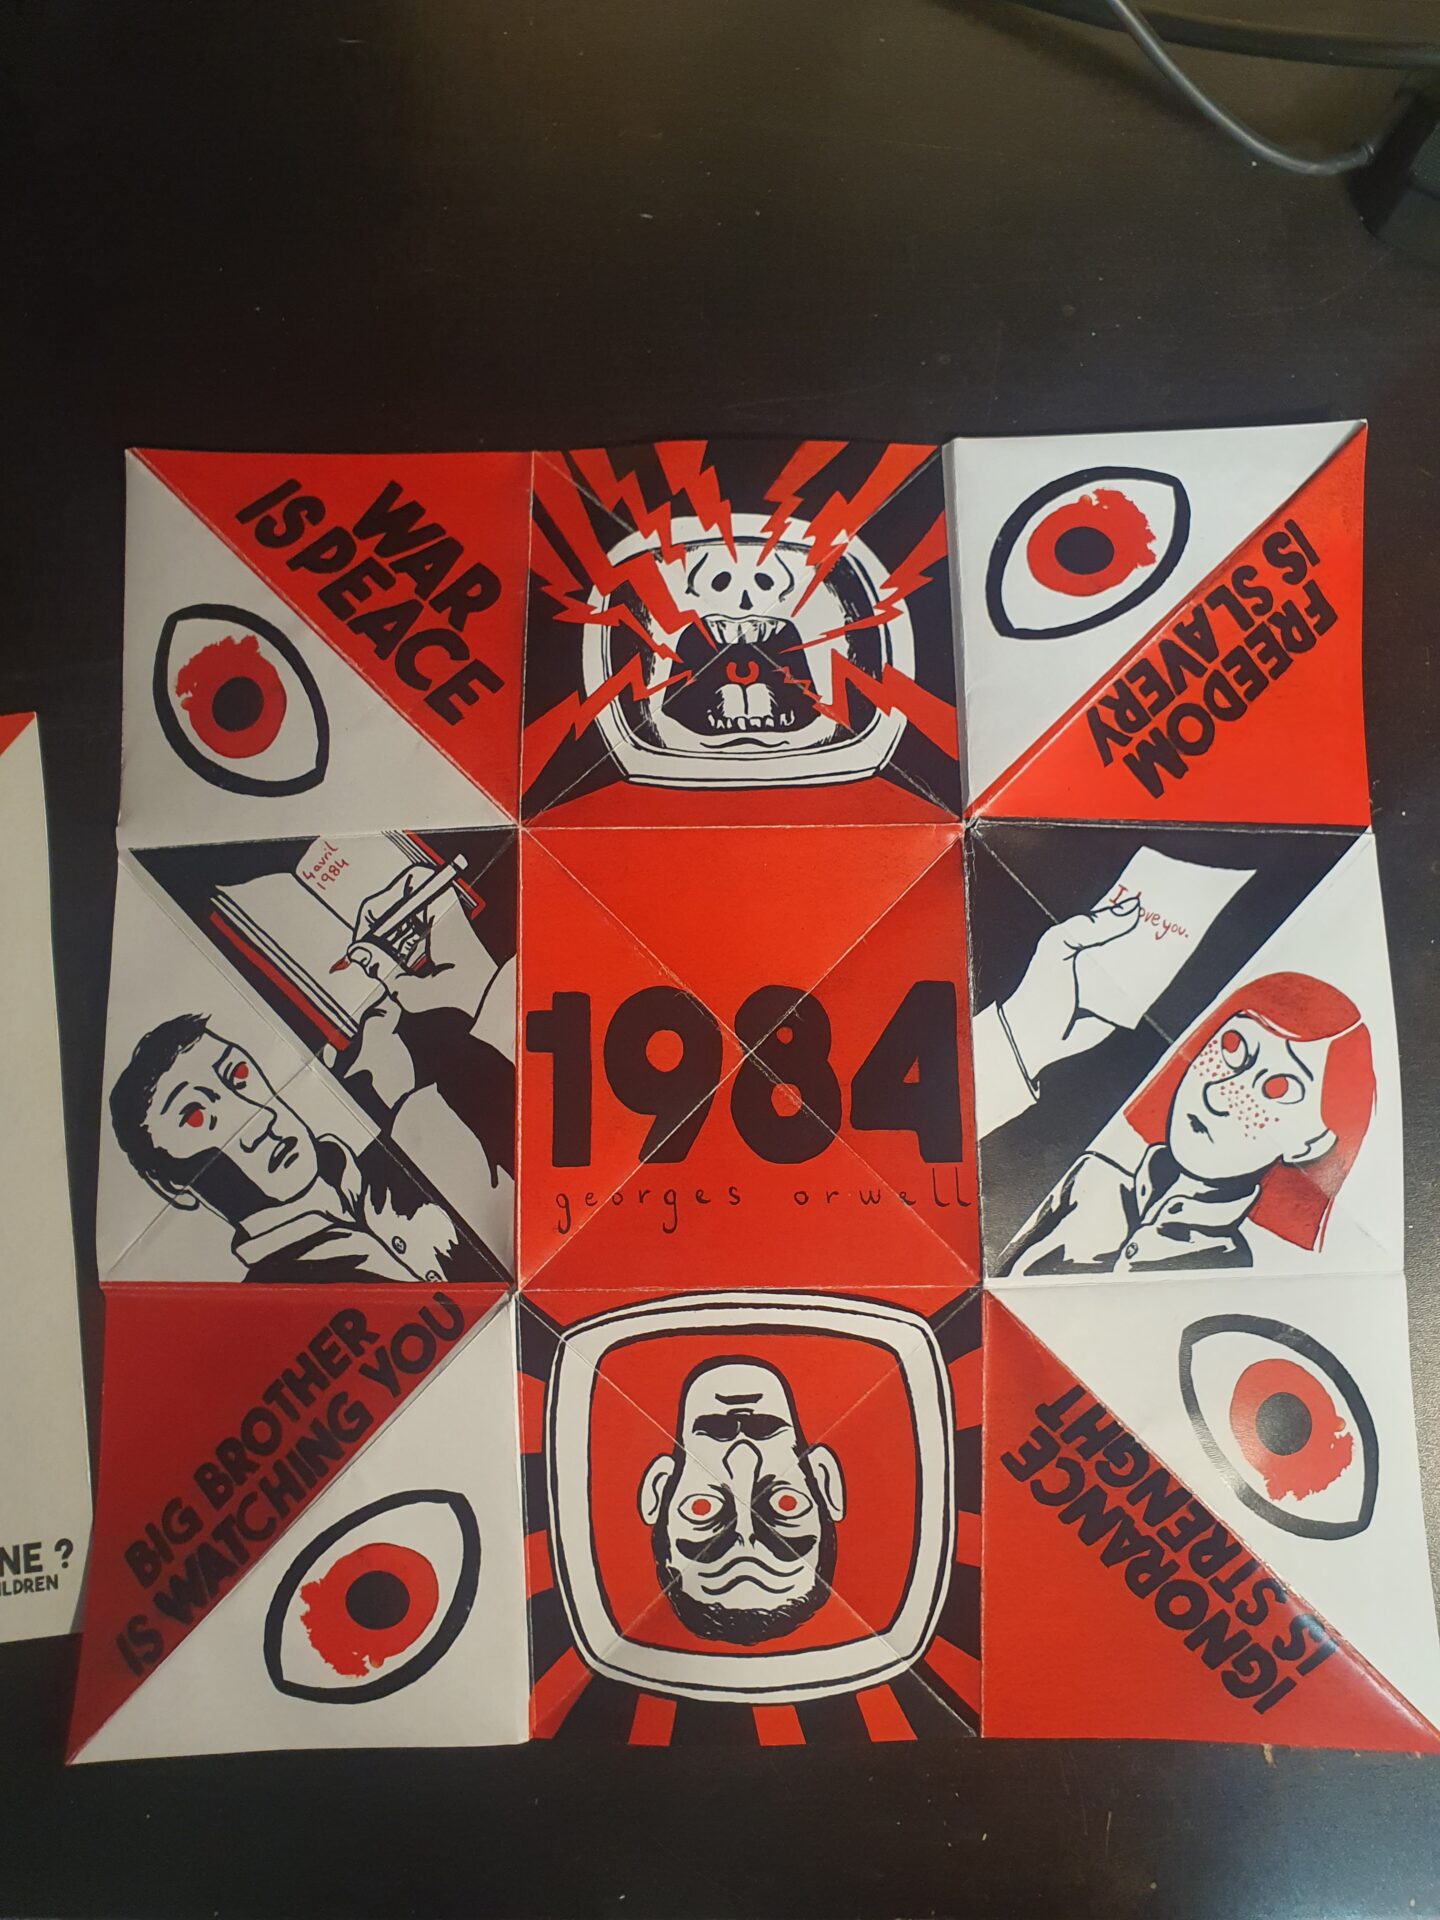 WAR
IS PEACE
FREEDOM
IS SLAVERY
4 avril
1984
I love you.
1984
georges orwell
BIG BROTHER
IS WATCHING YOU
IGNORANCE
IS STRENGHT
NE ?
ILDREN